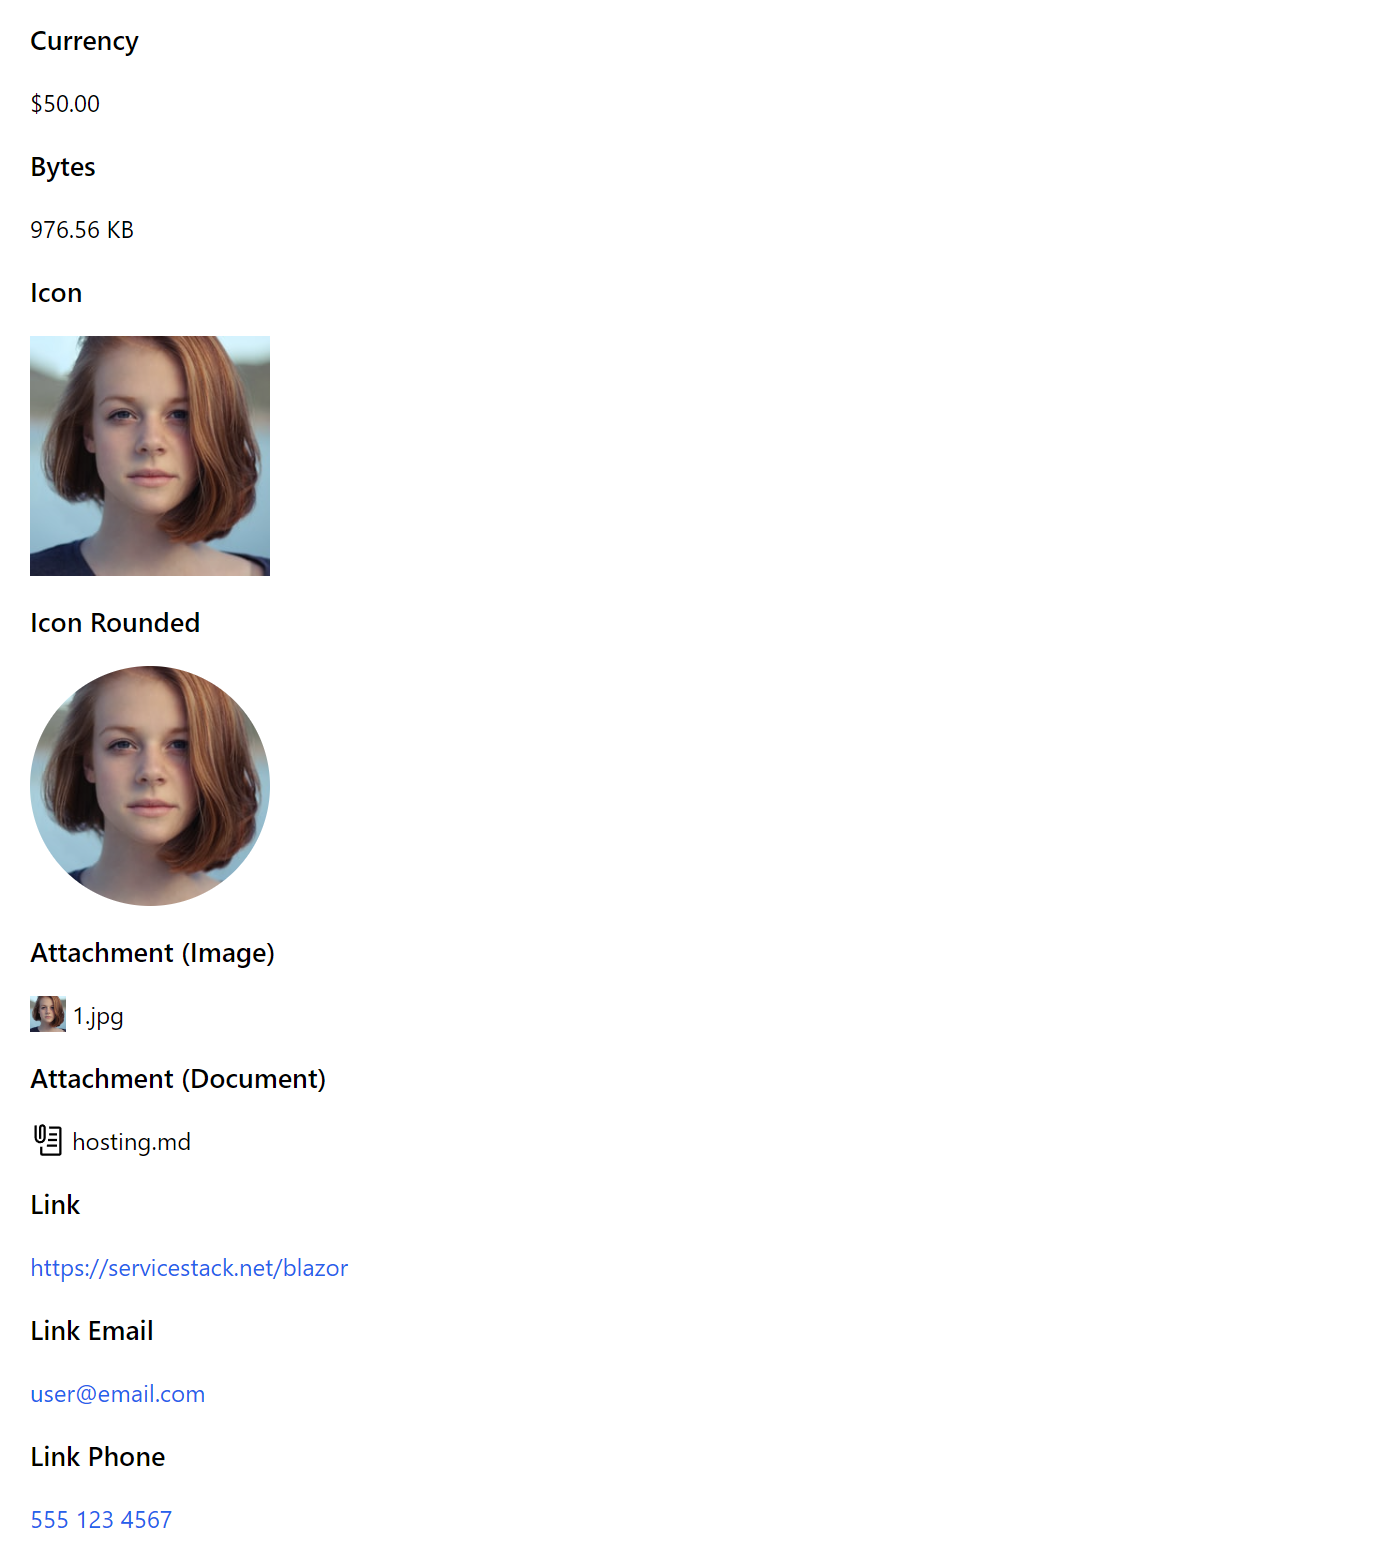 Currency
$50.00
Bytes
976.56 KB
Icon
Icon Rounded
Attachment (Image)
1.jpg
Attachment (Document)
hosting.md
Link
https://servicestack.net/blazor
Link Email
user@email.com
Link Phone
555 123 4567